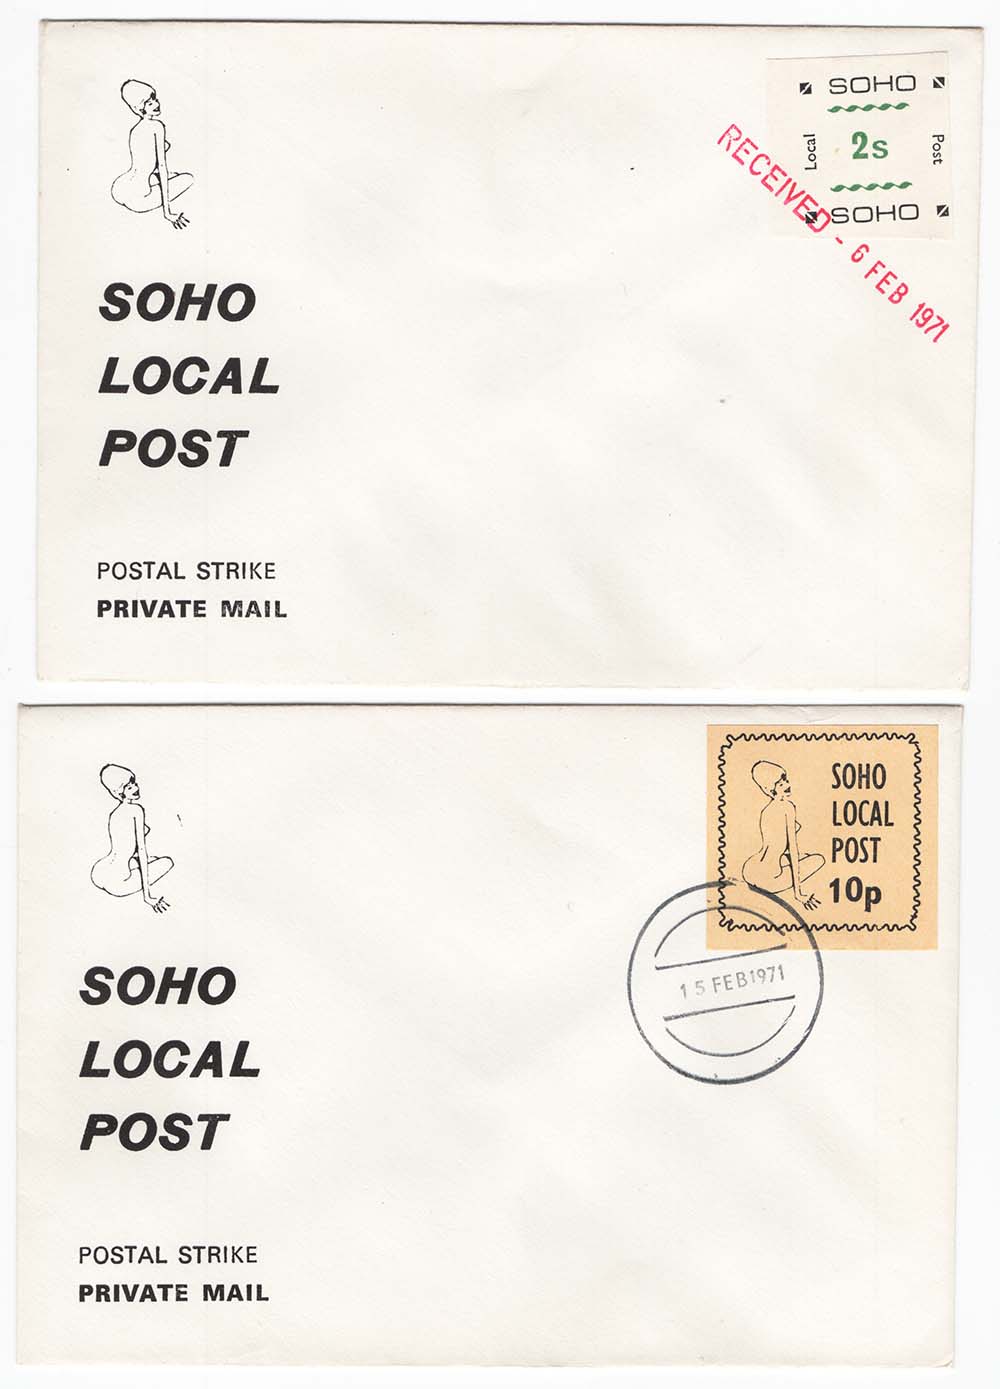 SOHO
Local 2s Post
SOHO
RECEIVED - 6 FEB 1971
SOHO
LOCAL
POST
POSTAL STRIKE
PRIVATE MAIL
SOHO
LOCAL
POST
10p
15 FEB 1971
SOHO
LOCAL
POST
POSTAL STRIKE
PRIVATE MAIL